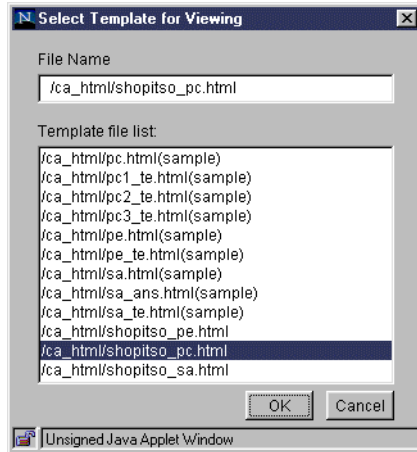 Select Template for Viewing
File Name
/ca_html/shopitso_pc.html
Template file list:
/ca_html/pc.html(sample)
/ca_html/pc1_te.html(sample)
/ca_html/pc2_te.html(sample)
/ca_html/pc3_te.html(sample)
/ca_html/pe.html(sample)
/ca_html/pe_te.html(sample)
/ca_html/sa.html(sample)
/ca_html/sa_ans.html(sample)
/ca_html/sa_te.html(sample)
/ca_html/shopitso_pe.html
/ca_html/shopitso_pc.html
/ca_html/shopitso_sa.html
OK Cancel
Unsigned Java Applet Window